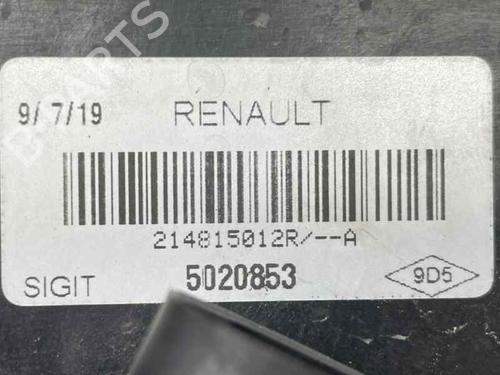 9/ 7/19 RENAULT
214815012R/--A
SIGIT 5020853 9D5